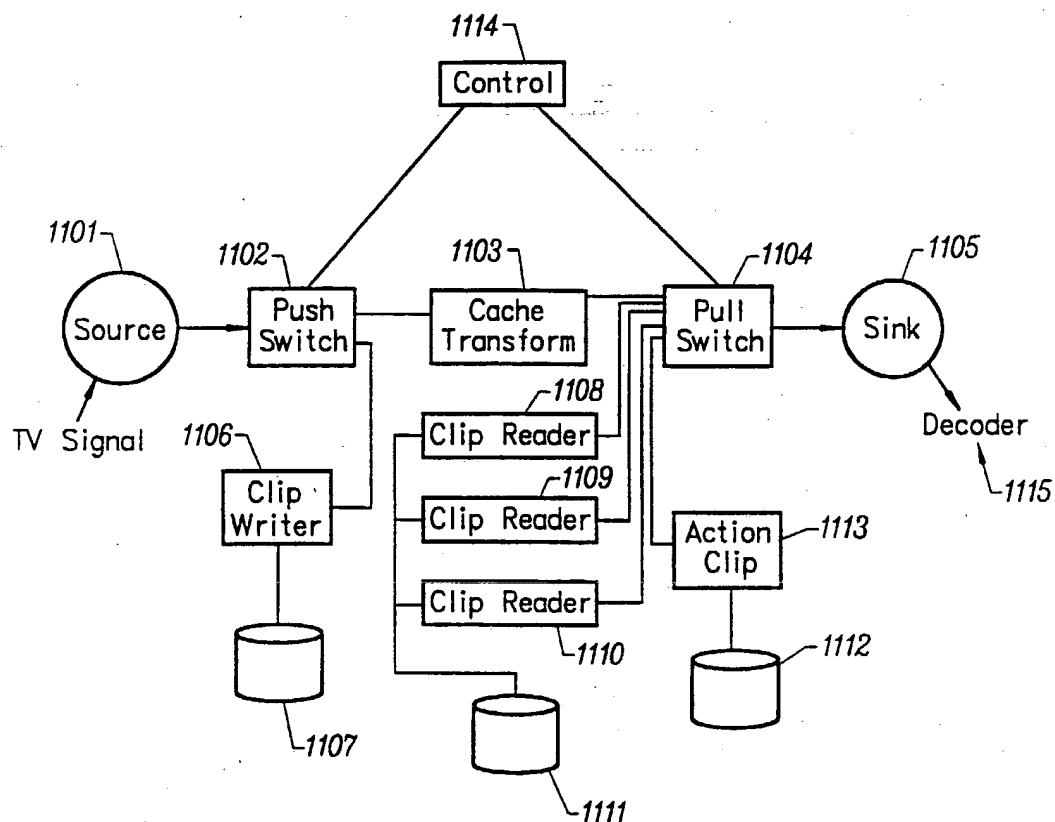 1114
Control
1101
1102
1103
1104
1105
Source
Push
Switch
Cache
Transform
Pull
Switch
Sink
TV Signal
1106
Clip
Writer
1107
1108
Clip Reader
1109
Clip Reader
Clip Reader
1110
1111
Action
Clip
1113
1112
Decoder
1115